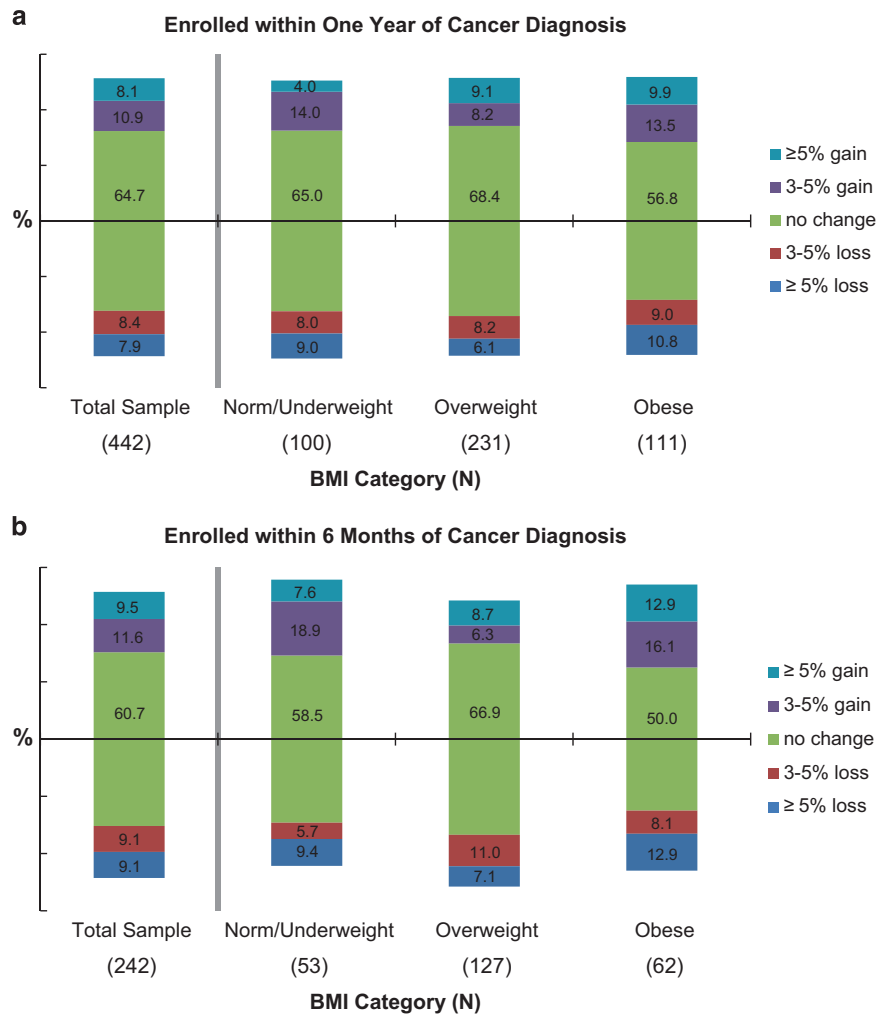 a
Enrolled within One Year of Cancer Diagnosis
8.1 4.0 9.1 9.9
10.9 14.0 8.2 13.5
64.7 65.0 68.4 56.8
8.4 8.0 8.2 9.0
7.9 9.0 6.1 10.8
%
≥5% gain
3-5% gain
no change
3-5% loss
≥ 5% loss
Total Sample Norm/Underweight Overweight Obese
(442) (100) (231) (111)
BMI Category (N)
b
Enrolled within 6 Months of Cancer Diagnosis
9.5 7.6 8.7 12.9
11.6 18.9 6.3 16.1
60.7 58.5 66.9 50.0
9.1 5.7 11.0 8.1
9.1 9.4 7.1 12.9
%
≥ 5% gain
3-5% gain
no change
3-5% loss
≥ 5% loss
Total Sample Norm/Underweight Overweight Obese
(242) (53) (127) (62)
BMI Category (N)